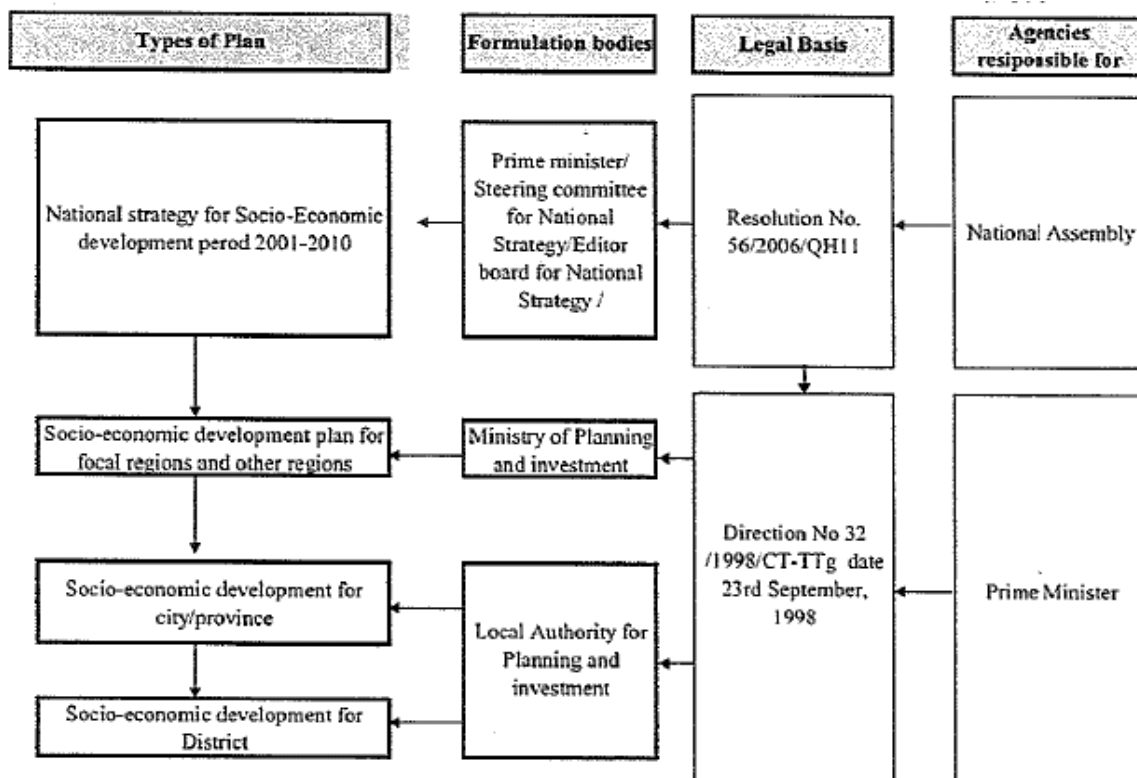 Types of Plan
Formulation bodies
Legal Basis
Agencies
resiponsible for
National strategy for Socio-Economic
development perod 2001-2010
Prime minister/
Steering committee
for National
Strategy/Editor
board for National
Strategy /
Resolution No.
56/2006/QH11
National Assembly
Socio-economic development plan for
focal regions and other regions
Ministry of Planning
and investment
Direction No 32
/1998/CT-TTg date
23rd September,
1998
Prime Minister
Socio-economic development for
city/province
Local Authority for
Planning and
investment
Socio-economic development for
District